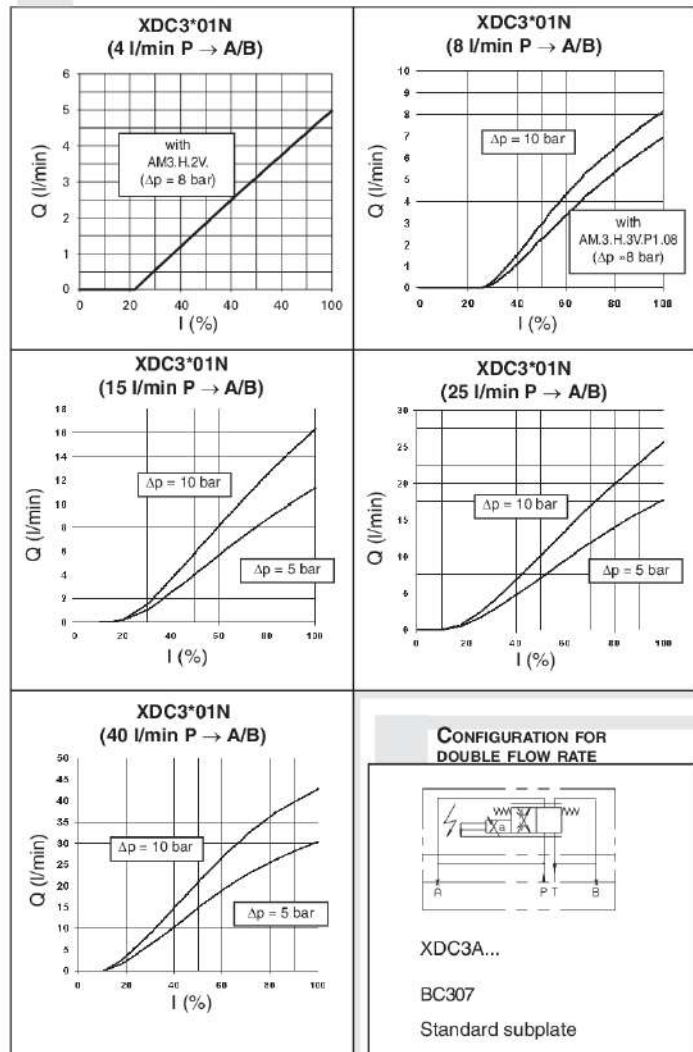 XDC3*01N
(4 l/min P → A/B)
6
5
4
3
2
1
0
Q (l/min)
with
AM3.H.2V.
(Δp = 8 bar)
0 20 40 40 40 100
I (%)
XDC3*01N
(8 l/min P → A/B)
10
9
8
7
6
5
4
3
2
1
0
Q (l/min)
Δp = 10 bar
with
AM.3.H.3V.P1.08
(Δp =8 bar)
0 20 40 60 80 100
I (%)
XDC3*01N
(15 l/min P → A/B)
18
16
14
12
10
8
6
4
2
0
Q (l/min)
Δp = 10 bar
Δp = 5 bar
0 20 40 60 80 100
I (%)
XDC3*01N
(25 l/min P → A/B)
30
25
20
15
10
5
0
Q (l/min)
Δp = 10 bar
Δp = 5 bar
0 20 40 60 80 100
I (%)
XDC3*01N
(40 l/min P → A/B)
50
45
40
35
30
25
20
15
10
5
0
Q (l/min)
Δp = 10 bar
Δp = 5 bar
0 20 40 60 80 100
I (%)
CONFIGURATION FOR
DOUBLE FLOW RATE
a
A P T B
XDC3A...
BC307
Standard subplate